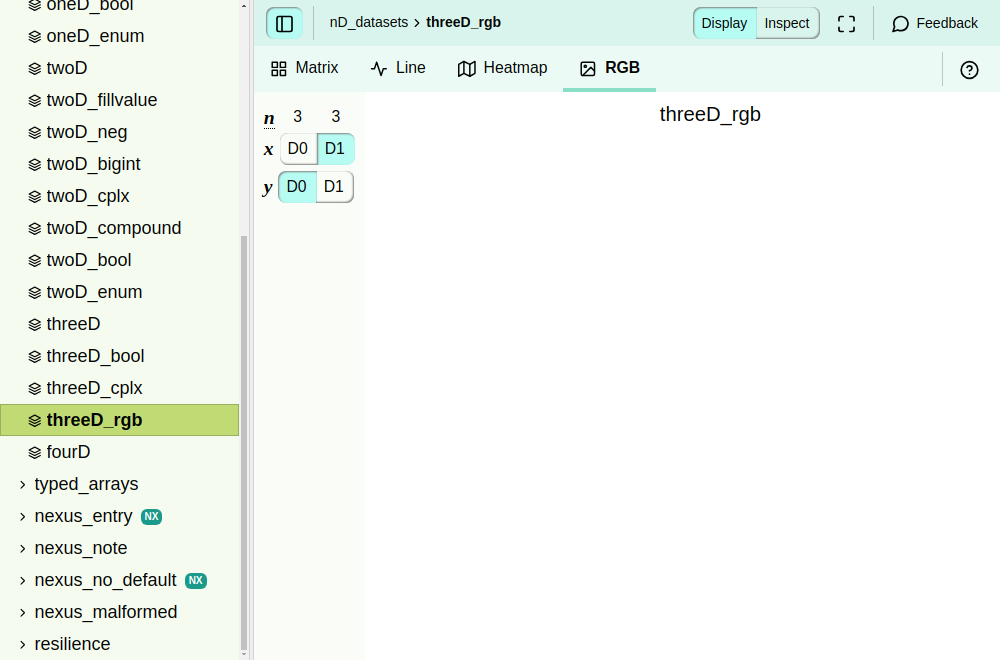 oneD_bool
oneD_enum
twoD
twoD_fillvalue
twoD_neg
twoD_bigint
twoD_cplx
twoD_compound
twoD_bool
twoD_enum
threeD
threeD_bool
threeD_cplx
threeD_rgb
fourD
typed_arrays
nexus_entry NX
nexus_note
nexus_no_default NX
nexus_malformed
resilience
nD_datasets > threeD_rgb
Display Inspect
Feedback
Matrix Line Heatmap RGB
n 3 3
x D0 D1
y D0 D1
threeD_rgb